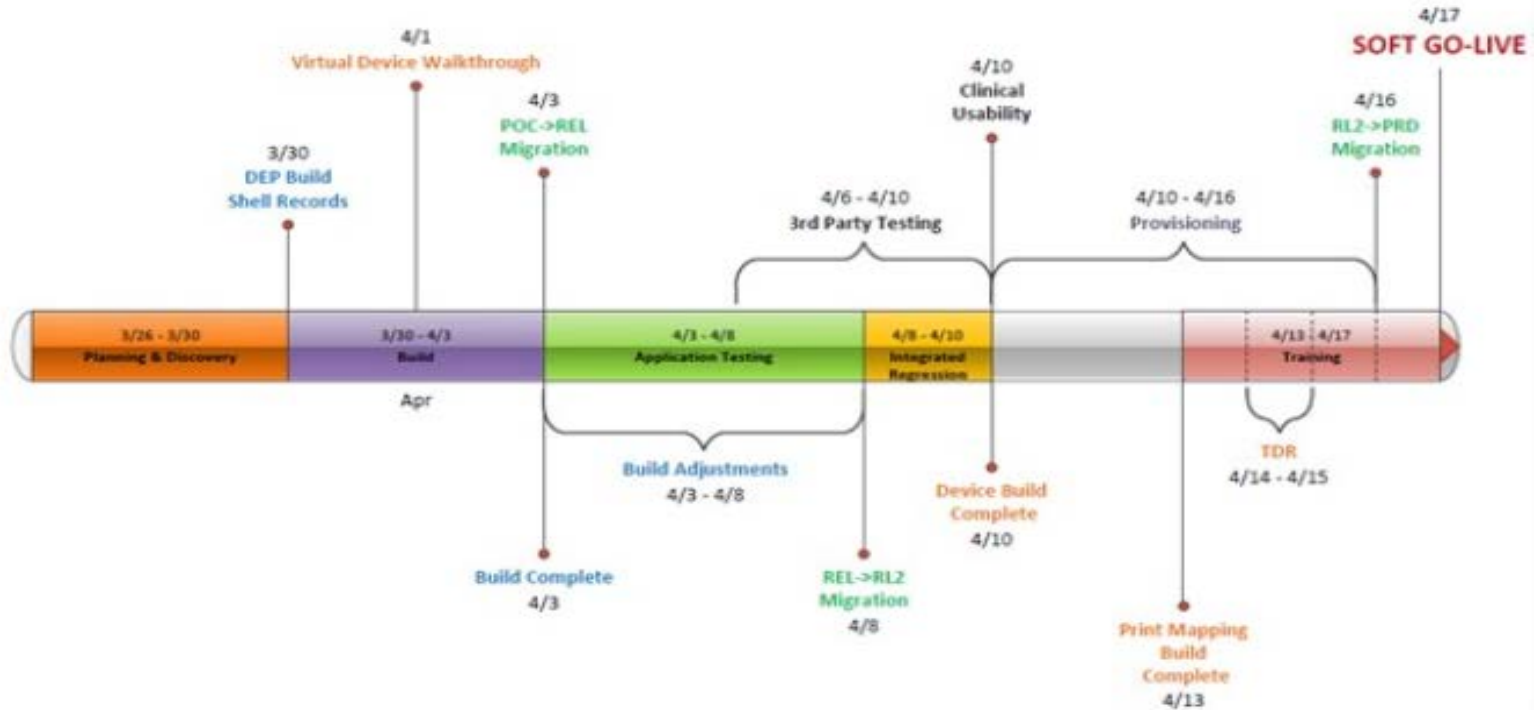 4/17
SOFT GO-LIVE
4/1
Virtual Device Walkthrough
4/10
Clinical
Usability
4/3
POC->REL
Migration
4/16
RL2->PRD
Migration
3/30
DEP Build
Shell Records
4/6 - 4/10
3rd Party Testing
4/10 - 4/16
Provisioning
3/26 - 3/30
Planning & Discovery
3/30 - 4/3
Build
4/3 - 4/8
Application Testing
4/8 - 4/10
Integrated
Regression
4/13 4/17
Training
Apr
Build Adjustments
4/3 - 4/8
TDR
4/14 - 4/15
Device Build
Complete
4/10
Build Complete
4/3
REL->RL2
Migration
4/8
Print Mapping
Build
Complete
4/13